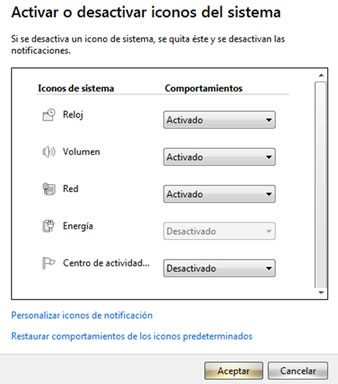 Activar o desactivar iconos del sistema
Si se desactiva un icono de sistema, se quita éste y se desactivan las
notificaciones.
Iconos de sistema Comportamientos
Reloj Activado
Volumen Activado
Red Activado
Energía Desactivado
Centro de actividad... Desactivado
Personalizar iconos de notificación
Restaurar comportamientos de los iconos predeterminados
Aceptar Cancelar